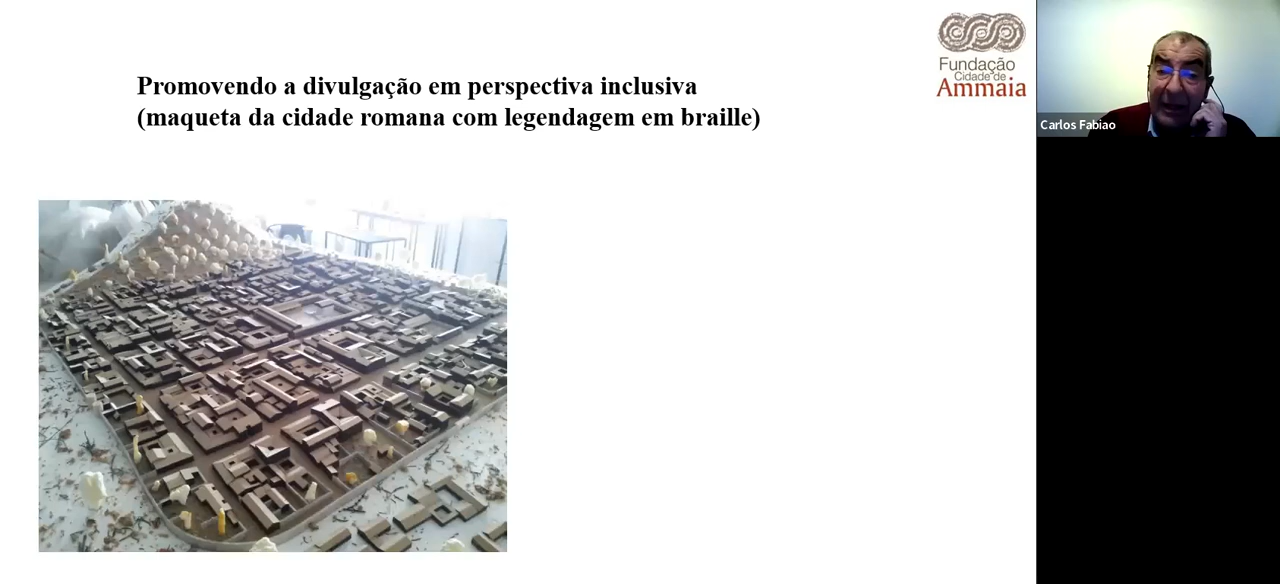 Promovendo a divulgação em perspectiva inclusiva
(maqueta da cidade romana com legendagem em braille)
Fundação
Cidade de
Ammaia
Carlos Fabiao